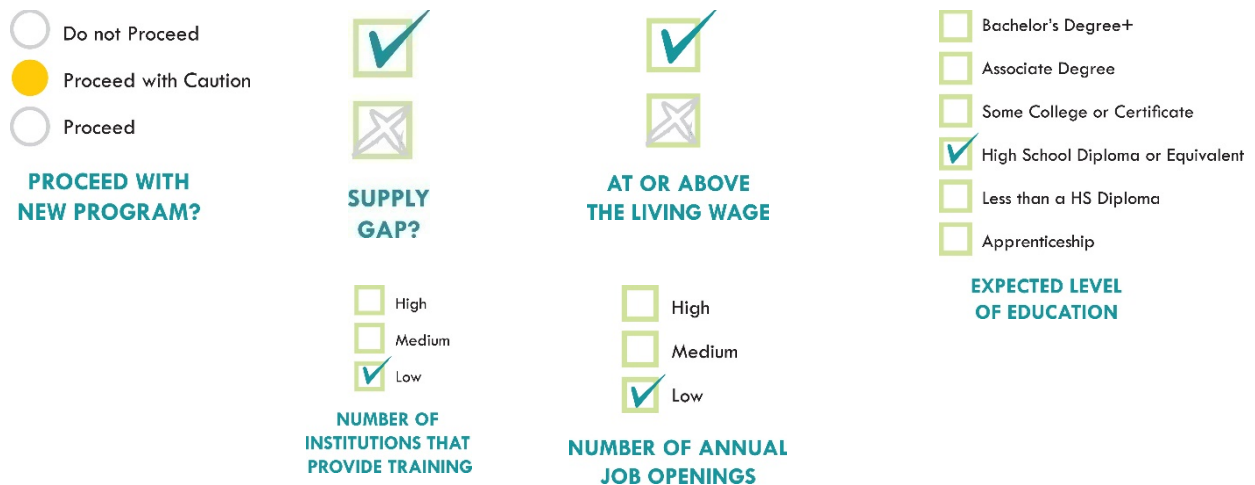 Do not Proceed
Proceed with Caution
Proceed
PROCEED WITH
NEW PROGRAM?
SUPPLY
GAP?
AT OR ABOVE
THE LIVING WAGE
Bachelor's Degree+
Associate Degree
Some College or Certificate
High School Diploma or Equivalent
Less than a HS Diploma
Apprenticeship
EXPECTED LEVEL
OF EDUCATION
High
Medium
Low
NUMBER OF
INSTITUTIONS THAT
PROVIDE TRAINING
High
Medium
Low
NUMBER OF ANNUAL
JOB OPENINGS